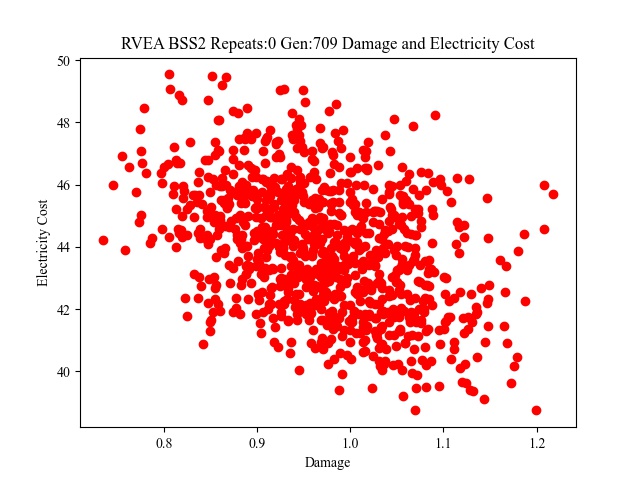 RVEA BSS2 Repeats:0 Gen:709 Damage and Electricity Cost
50
48
46
44
42
40
Electricity Cost
0.8 0.9 1.0 1.1 1.2
Damage